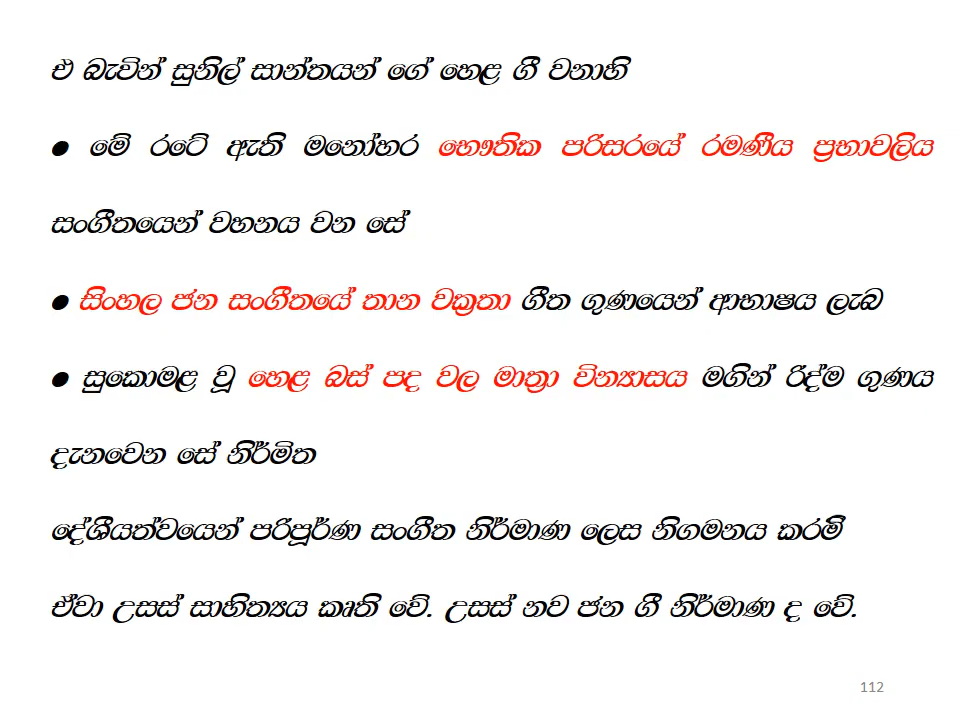 එ බැවින් සුනිල් සාන්තයන් ගේ හෙළ ගී වනාහි
● මේ රටේ ඇති මනෝහර භෞතික පරිසරයේ රමණීය ප්‍රභාවලිය
සංගීතයෙන් වහනය වන සේ
● සිංහල ජන සංගීතයේ තාන වක්‍රතා ගීත ගුණයෙන් ආභාෂය ලැබ
● සුකොමළ වූ හෙළ බස් පද වල මාත්‍රා වින්‍යාසය මගින් රිද්ම ගුණය
දැනවෙන සේ නිර්මිත
දේශීයත්වයෙන් පරිපූර්ණ සංගීත නිර්මාණ ලෙස නිගමනය කරමි
ඒවා උසස් සාහිත්‍යය කෘති වේ. උසස් නව ජන ගී නිර්මාණ ද වේ.
112